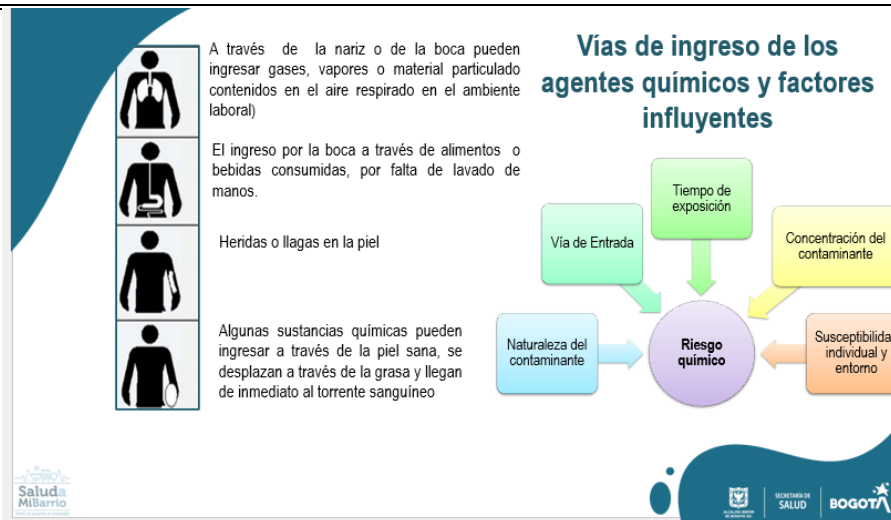 A través de la nariz o de la boca pueden
ingresar gases, vapores o material particulado
contenidos en el aire respirado en el ambiente
laboral)
El ingreso por la boca a través de alimentos o
bebidas consumidas, por falta de lavado de
manos.
Heridas o llagas en la piel
Algunas sustancias químicas pueden
ingresar a través de la piel sana, se
desplazan a través de la grasa y llegan
de inmediato al torrente sanguíneo
Vías de ingreso de los
agentes químicos y factores
influyentes
Tiempo de
exposición
Vía de Entrada
Concentración del
contaminante
Naturaleza del
contaminante
Riesgo
químico
Susceptibilida
individual y
entorno
Saluda
MiBarrio
ALCALDÍA MAYOR
DE BOGOTÁ D.C.
SECRETARÍA DE
SALUD
BOGOTÁ